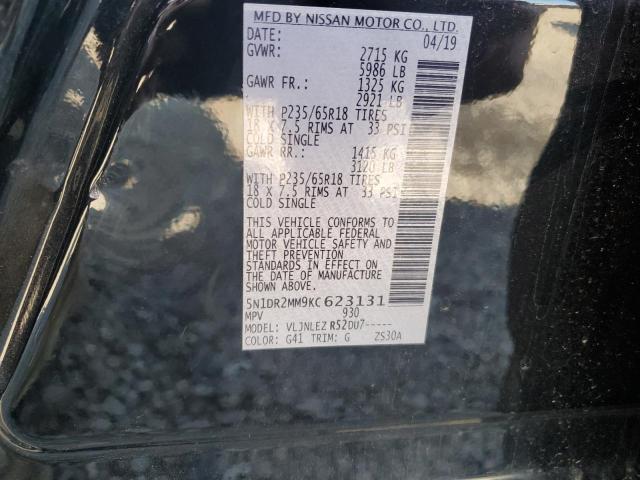 MFD BY NISSAN MOTOR CO., LTD.
DATE: 04/19
GVWR: 2715 KG
5986 LB
GAWR FR.: 1325 KG
2921 LB
WITH P235/65R18 TIRES
18 X 7.5 RIMS AT 33 PSI
COLD SINGLE
GAWR RR.: 1415 KG
3120 LB
WITH P235/65R18 TIRES
18 X 7.5 RIMS AT 33 PSI
COLD SINGLE
THIS VEHICLE CONFORMS TO
ALL APPLICABLE FEDERAL
MOTOR VEHICLE SAFETY AND
THEFT PREVENTION
STANDARDS IN EFFECT ON THE
DATE OF MANUFACTURE
SHOWN ABOVE.
5N1DR2MM9KC623131
MPV 930
MODEL: VLJNLEZ R52DU7-----
COLOR: G41 TRIM: G ZS30A